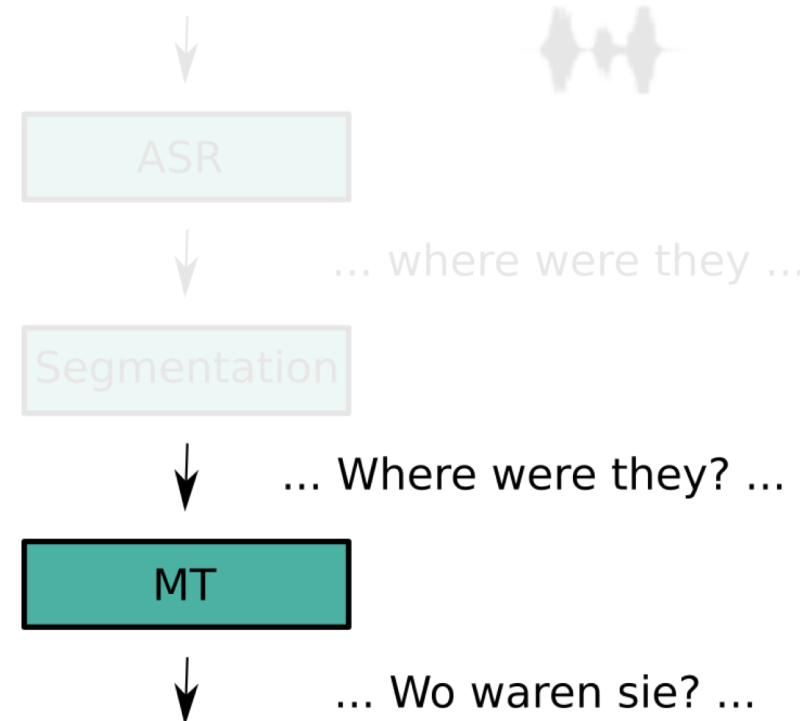 ASR
... where were they ...
Segmentation
... Where were they? ...
MT
... Wo waren sie? ...